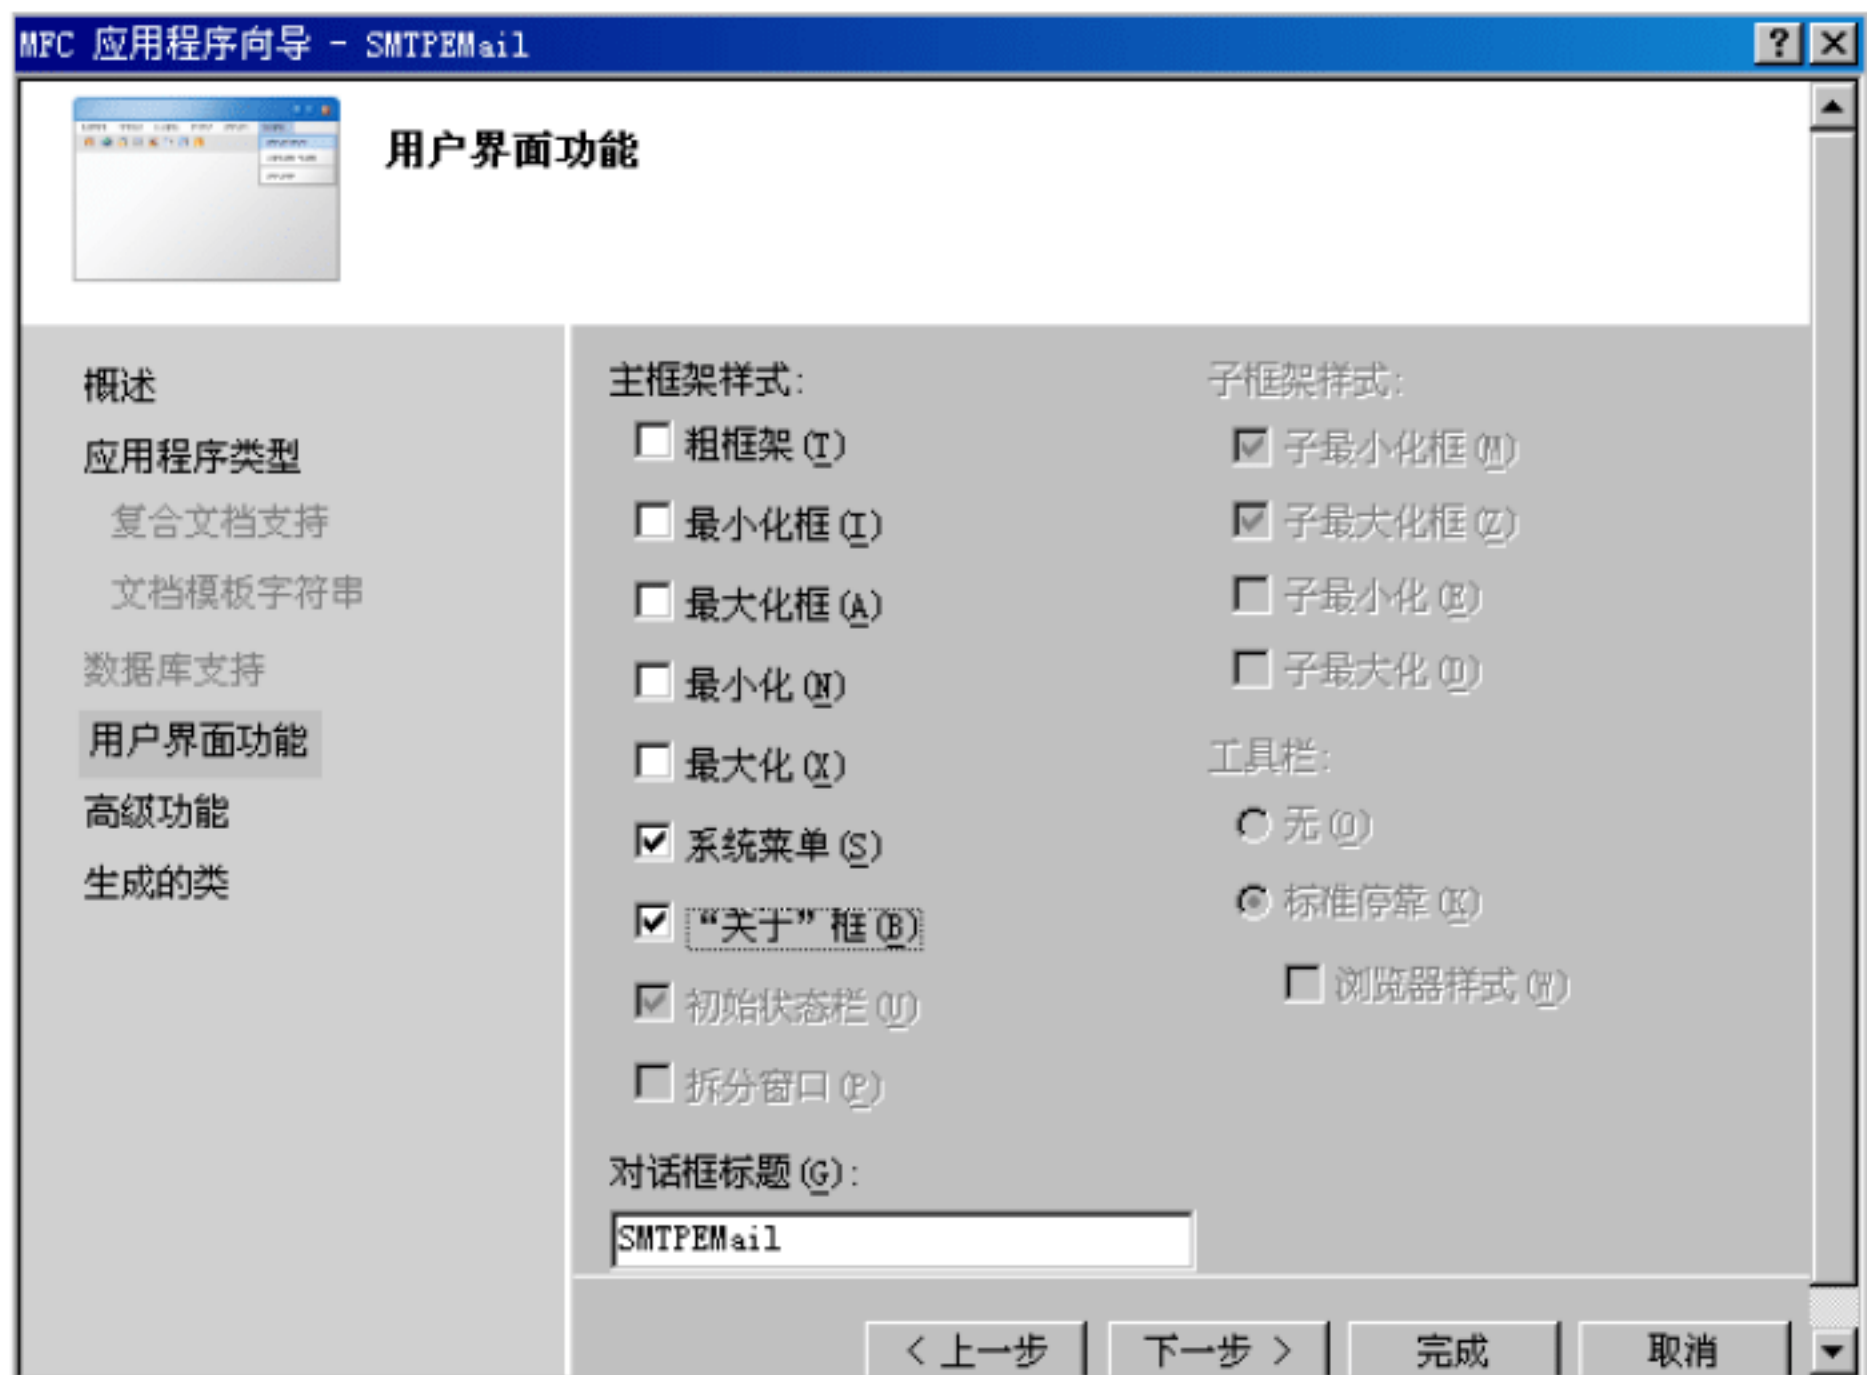 MFC 应用程序向导 - SMTPEMail
用户界面功能
概述
应用程序类型
复合文档支持
文档模板字符串
数据库支持
用户界面功能
高级功能
生成的类
主框架样式:
粗框架(T)
最小化框(I)
最大化框(A)
最小化(N)
最大化(X)
系统菜单(S)
“关于”框(B)
初始状态栏(U)
拆分窗口(P)
对话框标题(G):
SMTPEMail
子框架样式:
子最小化框(M)
子最大化框(Z)
子最小化(E)
子最大化(D)
工具栏:
无(O)
标准停靠(K)
浏览器样式(W)
< 上一步
下一步 >
完成
取消